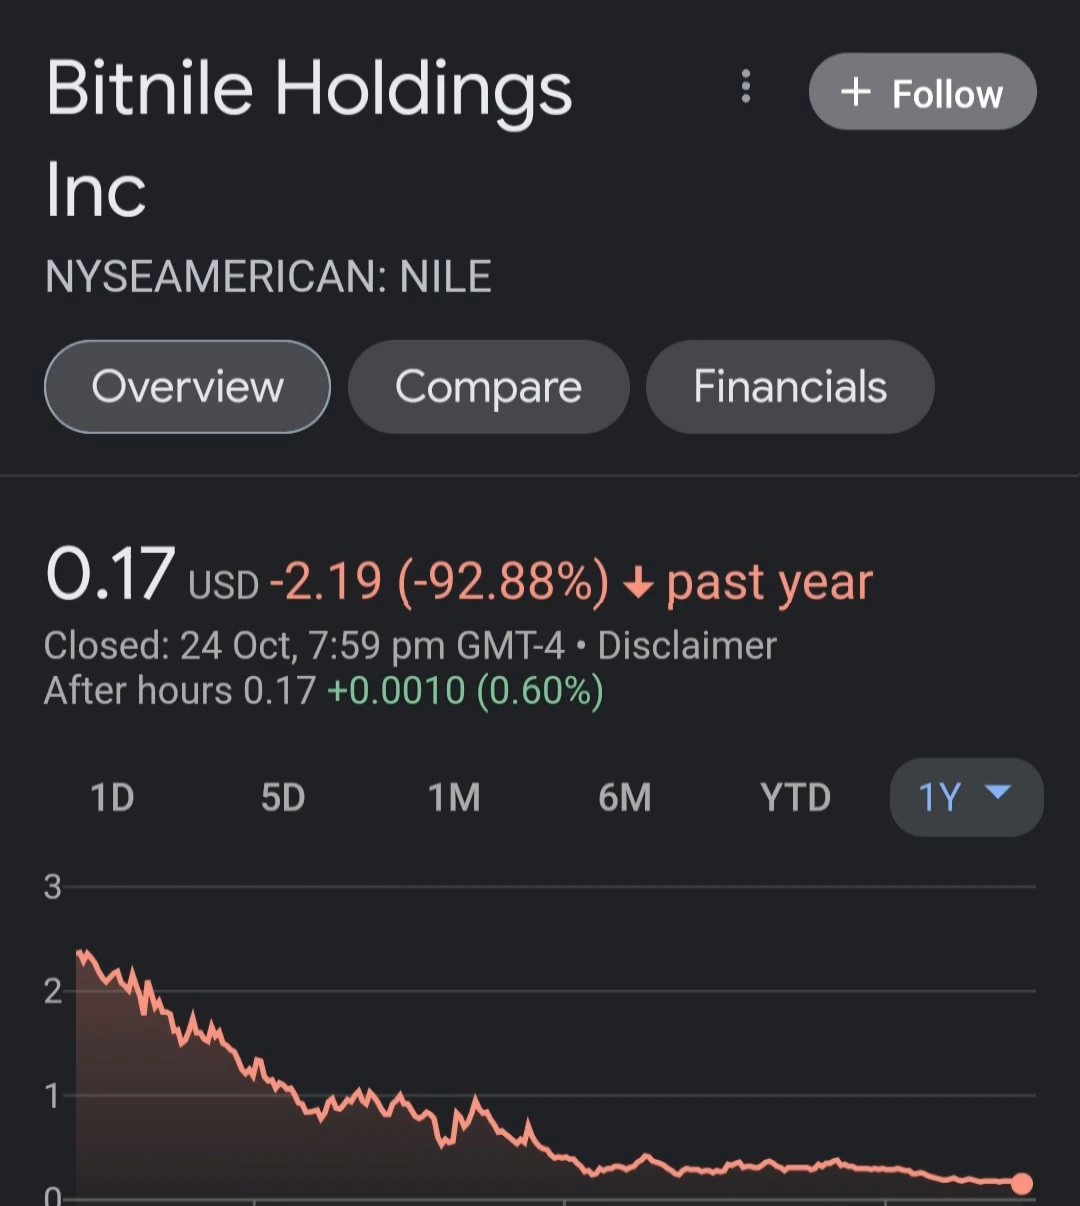 Bitnile Holdings
Inc
+ Follow
NYSEAMERICAN: NILE
Overview Compare Financials
0.17 USD -2.19 (-92.88%) ↓ past year
Closed: 24 Oct, 7:59 pm GMT-4 • Disclaimer
After hours 0.17 +0.0010 (0.60%)
1D 5D 1M 6M YTD 1Y
3
2
1
0